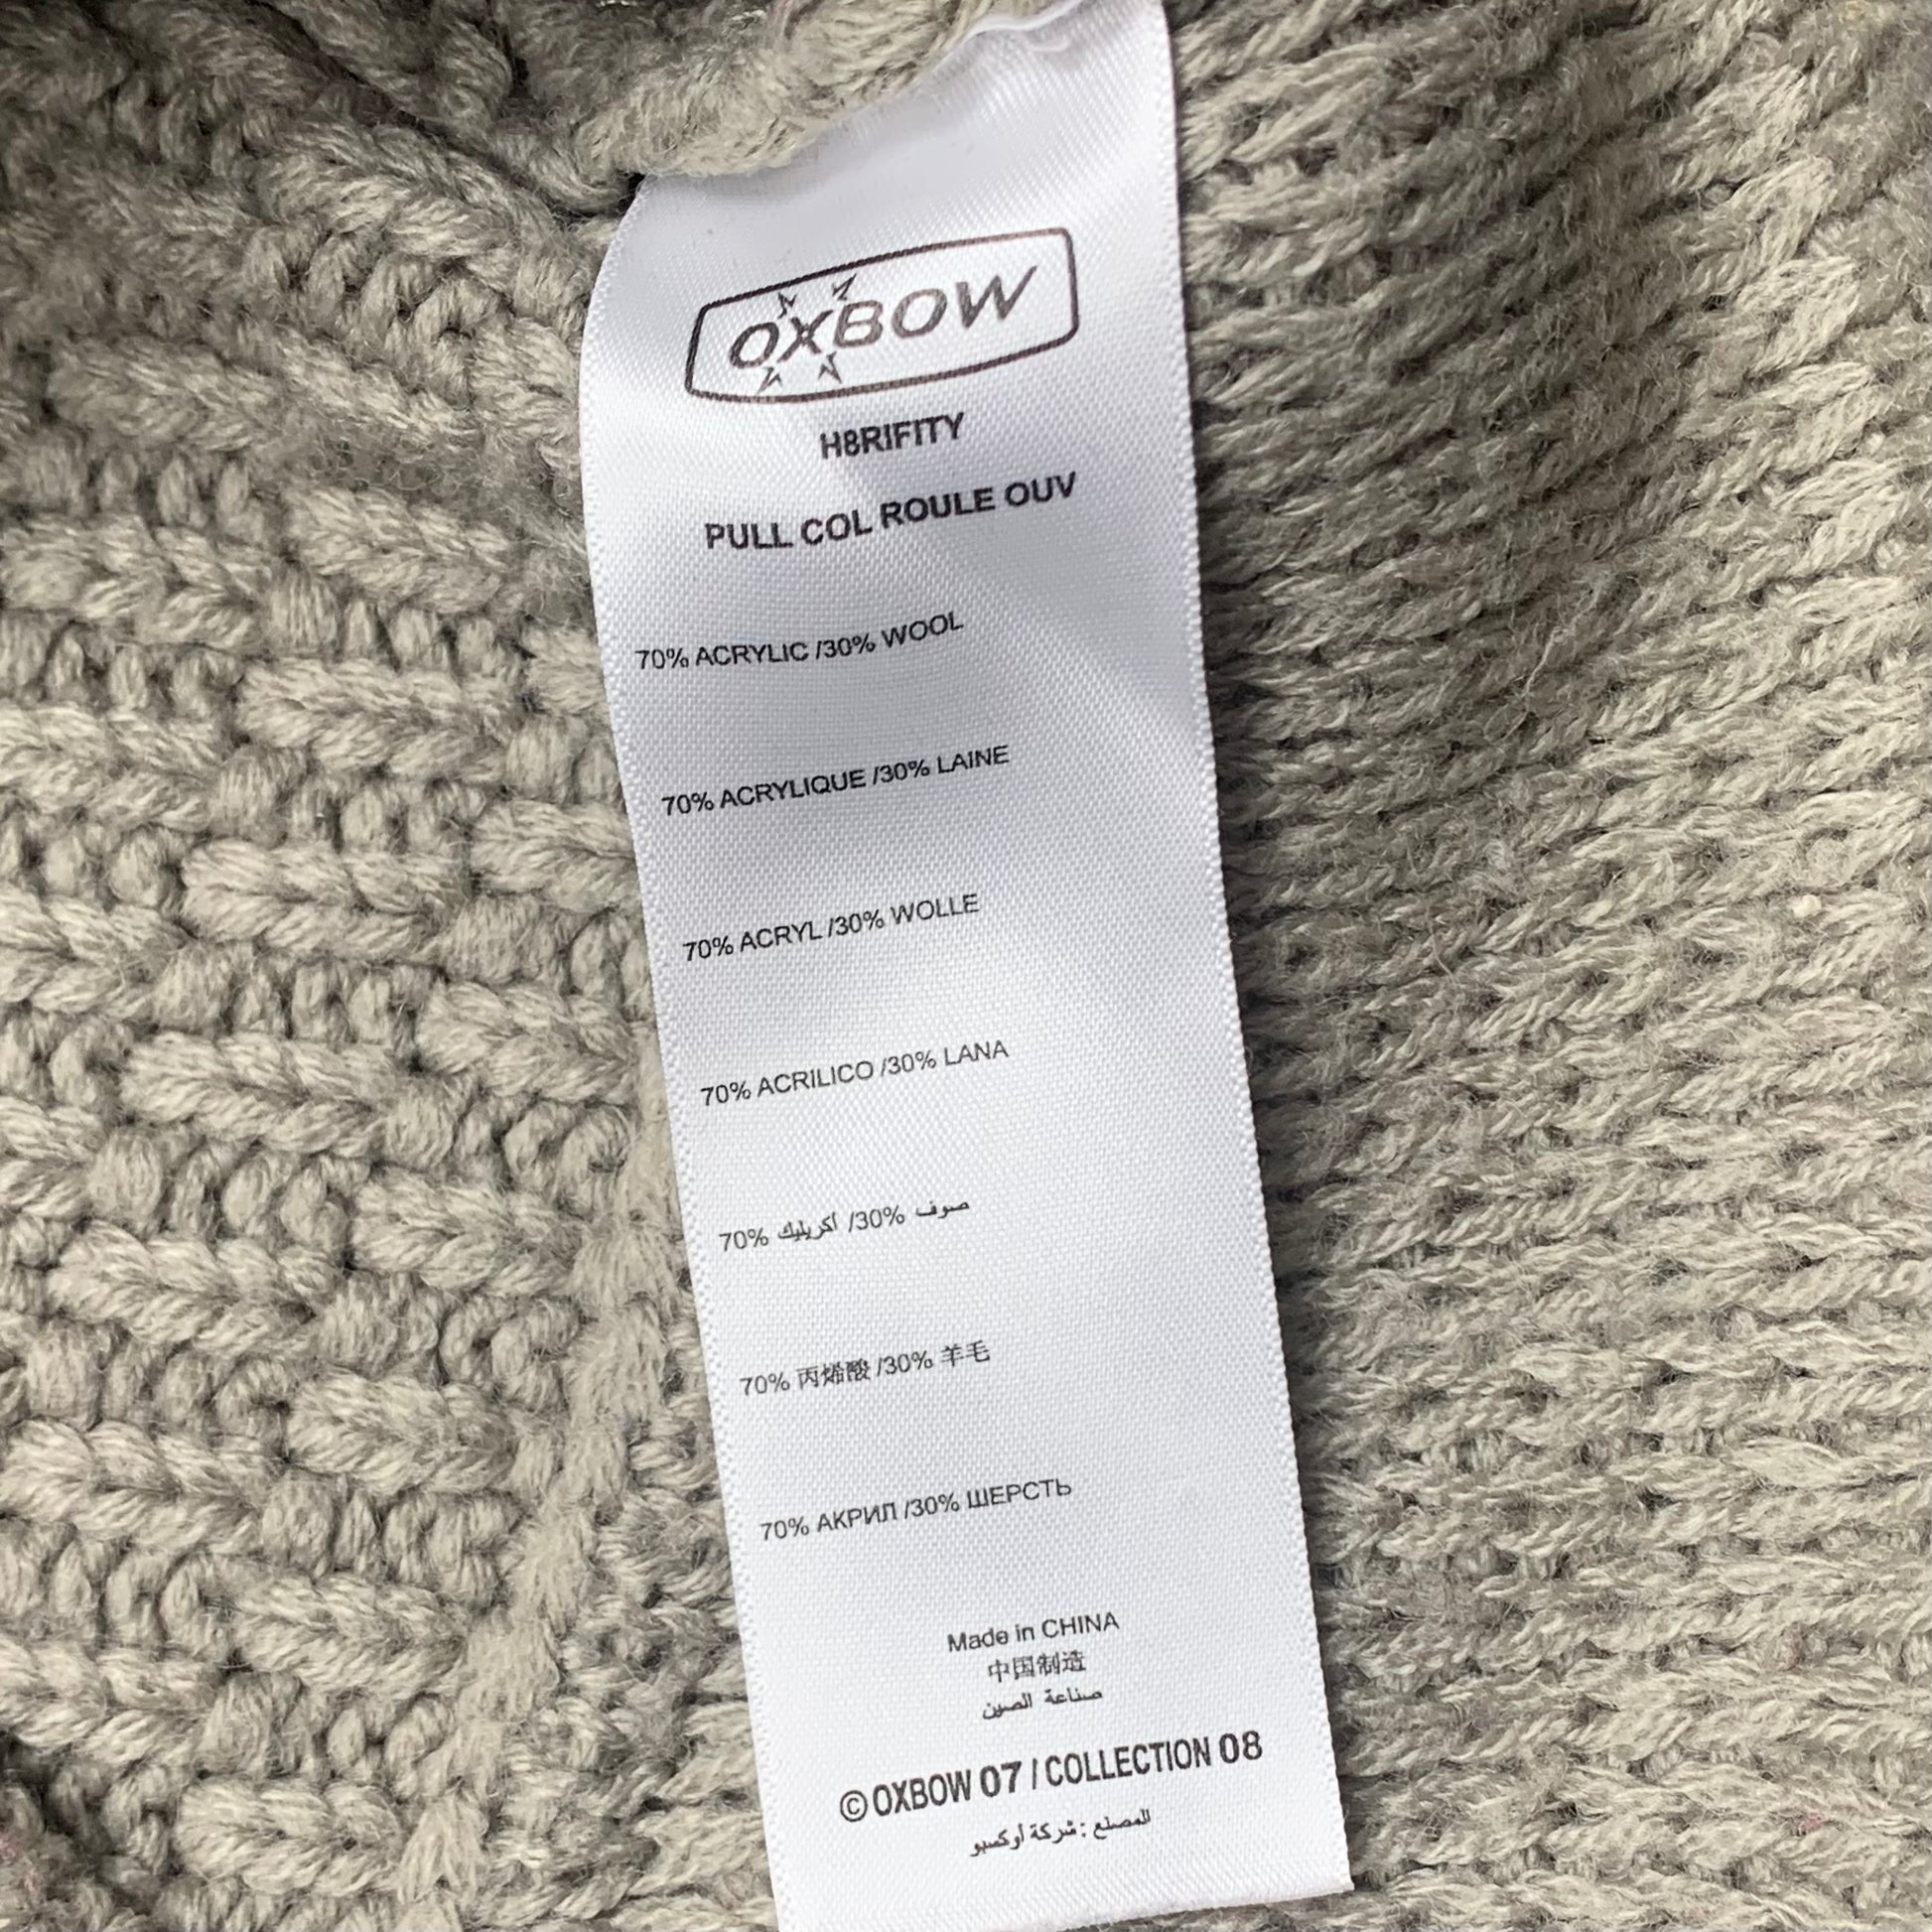 OXBOW
H8RIFITY
PULL COL ROULE OUV
70% ACRYLIC /30% WOOL
70% ACRYLIQUE /30% LAINE
70% ACRYL /30% WOLLE
70% ACRILICO /30% LANA
70% أكريليك /30% صوف
70% 丙烯酸 /30% 羊毛
70% АКРИЛ /30% ШЕРСТЬ
Made in CHINA
中国制造
صناعة الصين
© OXBOW 07 / COLLECTION 08
المصنع : شركة أوكسبو